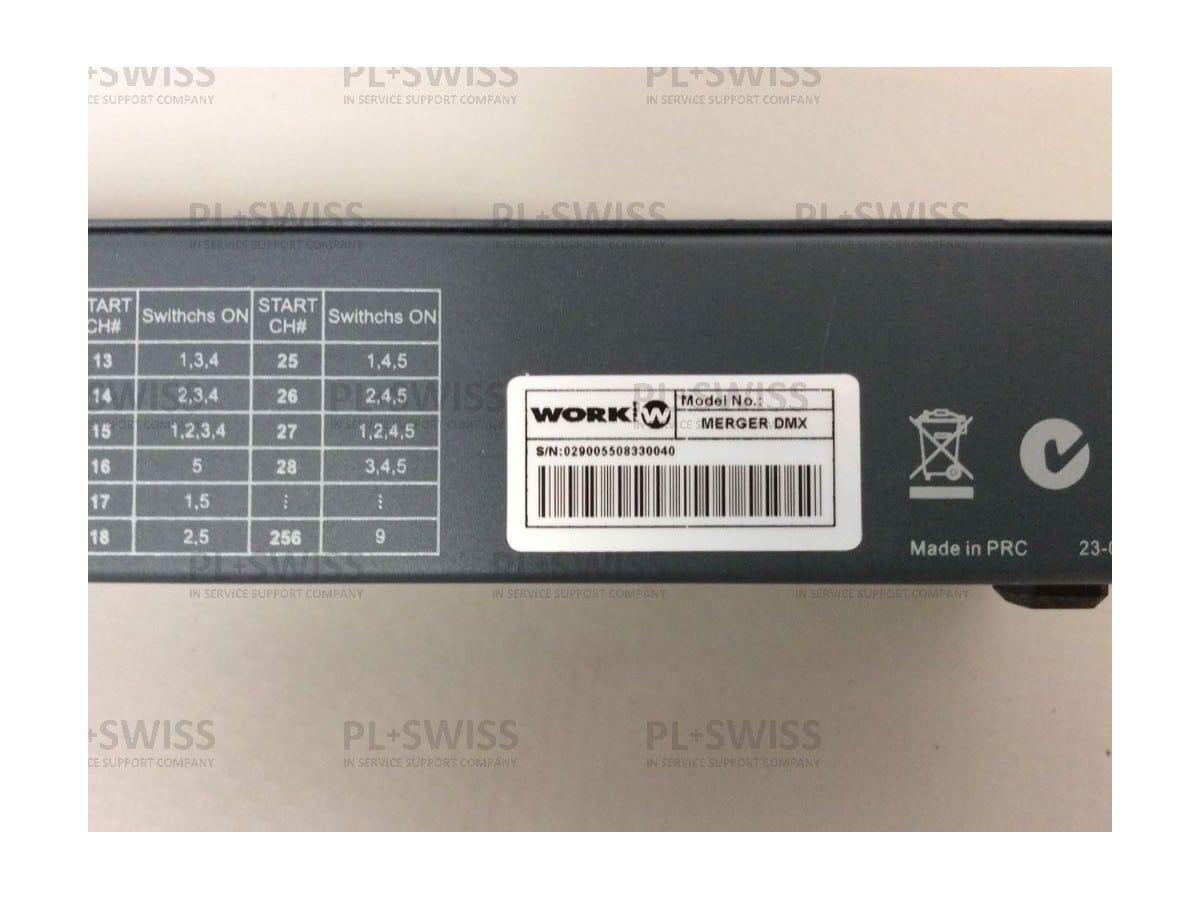 PL+SWISS
IN SERVICE SUPPORT COMPANY
TART CH# Swithchs ON START CH# Swithchs ON
13 1,3,4 25 1,4,5
14 2,3,4 26 2,4,5
15 1,2,3,4 27 1,2,4,5
16 5 28 3,4,5
17 1,5 ⋮ ⋮
18 2,5 256 9
WORK W
Model No.:
MERGER DMX
S/N:029005508330040
Made in PRC 23-